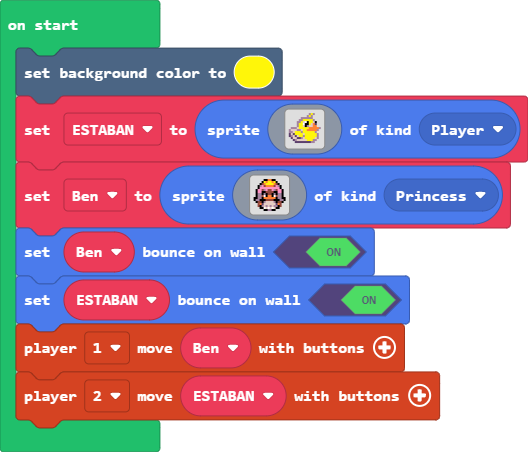 on start
set background color to
set ESTABAN to sprite of kind Player
set Ben to sprite of kind Princess
set Ben bounce on wall ON
set ESTABAN bounce on wall ON
player 1 move Ben with buttons
player 2 move ESTABAN with buttons